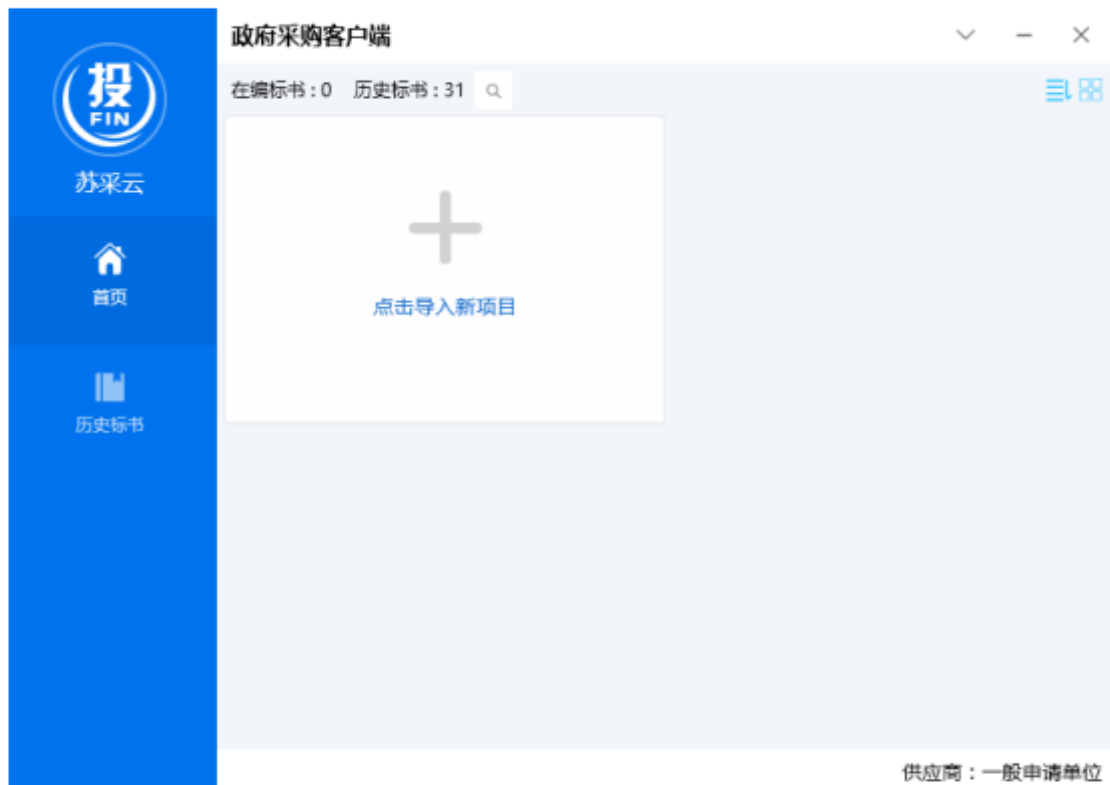 政府采购客户端
投
FIN
苏采云
在编标书：0 历史标书：31
首页
点击导入新项目
历史标书
供应商：一般申请单位